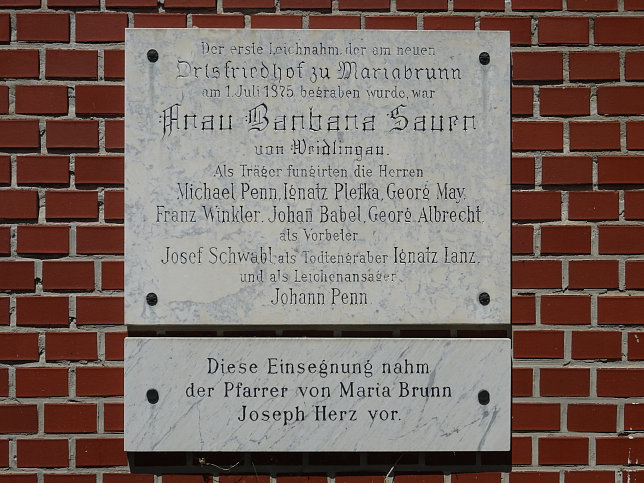 Der erste Leichnahm, der am neuen
Ortsfriedhof zu Mariabrunn
am 1. Juli 1875 begraben wurde, war
Frau Barbara Sauer
von Weidlingau.
Als Träger fungirten die Herren
Michael Penn, Ignatz Plefka, Georg May,
Franz Winkler, Johan Babel, Georg Albrecht,
als Vorbeter
Josef Schwabl, als Todtengräber Ignatz Lanz,
und als Leichenansager
Johann Penn
Diese Einsegnung nahm
der Pfarrer von Maria Brunn
Joseph Herz vor.